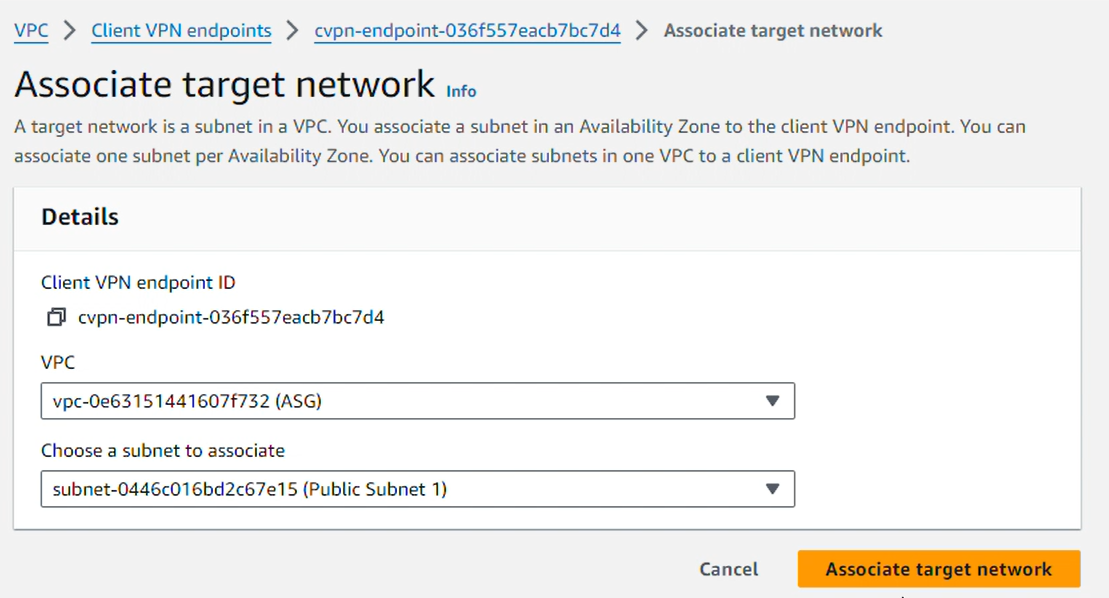 VPC > Client VPN endpoints > cvpn-endpoint-036f557eacb7bc7d4 > Associate target network
Associate target network Info
A target network is a subnet in a VPC. You associate a subnet in an Availability Zone to the client VPN endpoint. You can
associate one subnet per Availability Zone. You can associate subnets in one VPC to a client VPN endpoint.
Details
Client VPN endpoint ID
cvpn-endpoint-036f557eacb7bc7d4
VPC
vpc-0e63151441607f732 (ASG)
Choose a subnet to associate
subnet-0446c016bd2c67e15 (Public Subnet 1)
Cancel Associate target network